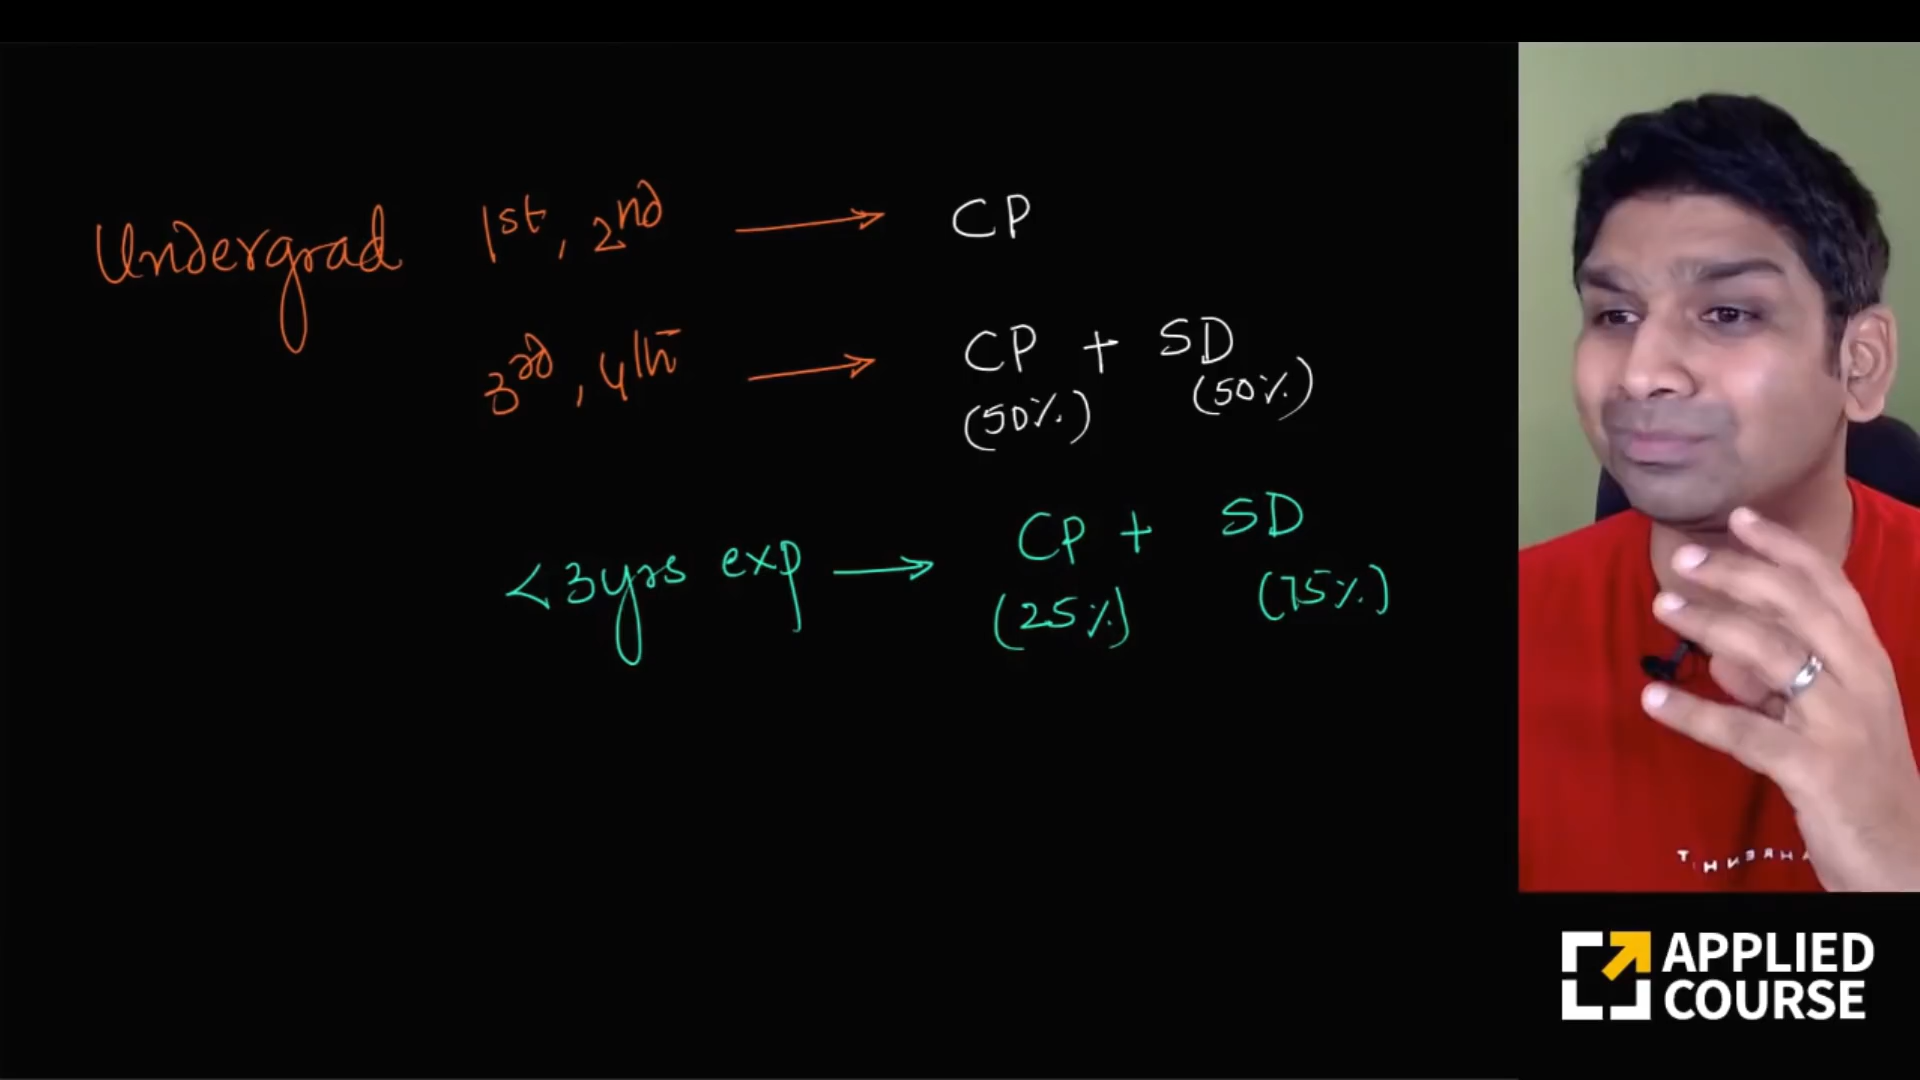 Undergrad 1st, 2nd → CP
3rd, 4th → CP + SD
(50%) (50%)
<3yrs exp → CP + SD
(25%) (75%)
APPLIED
COURSE